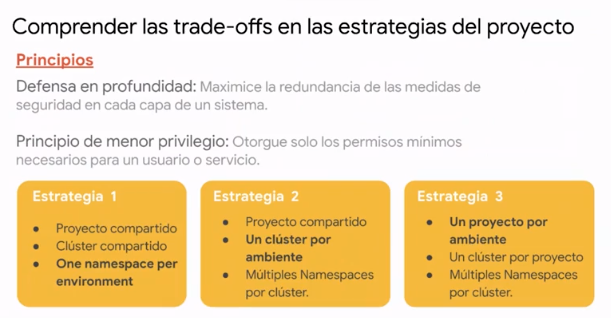 Comprender las trade-offs en las estrategias del proyecto
Principios
Defensa en profundidad: Maximice la redundancia de las medidas de
seguridad en cada capa de un sistema.
Principio de menor privilegio: Otorgue solo los permisos mínimos
necesarios para un usuario o servicio.
Estrategia 1
• Proyecto compartido
• Clúster compartido
• One namespace per
environment
Estrategia 2
• Proyecto compartido
• Un clúster por
ambiente
• Múltiples Namespaces
por clúster.
Estrategia 3
• Un proyecto por
ambiente
• Un clúster por proyecto
• Múltiples Namespaces
por clúster.